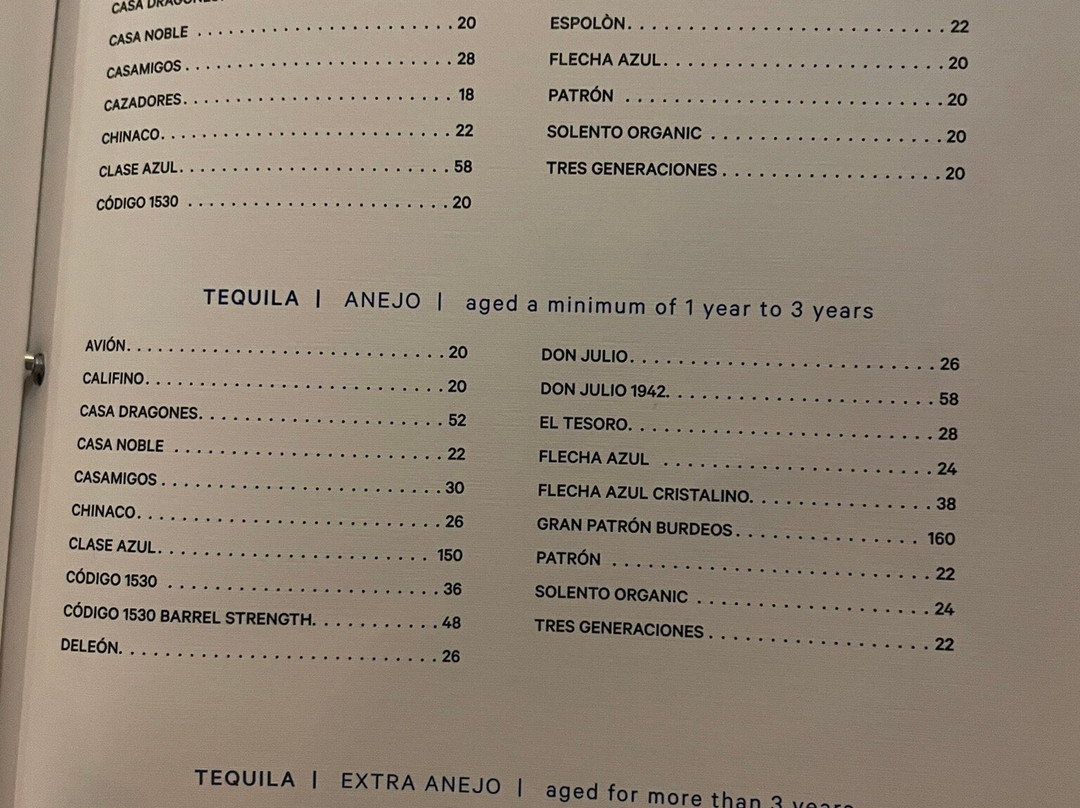 CASA DRAGONES
CASA NOBLE . . . . . . . . . . . . . . . . . . . . . . . . . 20
CASAMIGOS . . . . . . . . . . . . . . . . . . . . . . . . . 28
CAZADORES. . . . . . . . . . . . . . . . . . . . . . . . . . 18
CHINACO. . . . . . . . . . . . . . . . . . . . . . . . . . . . 22
CLASE AZUL. . . . . . . . . . . . . . . . . . . . . . . . . . 58
CÓDIGO 1530 . . . . . . . . . . . . . . . . . . . . . . . . . 20
ESPOLÒN. . . . . . . . . . . . . . . . . . . . . . . . . . . . 22
FLECHA AZUL. . . . . . . . . . . . . . . . . . . . . . . . . 20
PATRÓN . . . . . . . . . . . . . . . . . . . . . . . . . . . . 20
SOLENTO ORGANIC . . . . . . . . . . . . . . . . . . . . . 20
TRES GENERACIONES . . . . . . . . . . . . . . . . . . . 20
TEQUILA | ANEJO | aged a minimum of 1 year to 3 years
AVIÓN. . . . . . . . . . . . . . . . . . . . . . . . . . . . 20
CALIFINO. . . . . . . . . . . . . . . . . . . . . . . . . . 20
CASA DRAGONES. . . . . . . . . . . . . . . . . . . . . . 52
CASA NOBLE . . . . . . . . . . . . . . . . . . . . . . . . 22
CASAMIGOS . . . . . . . . . . . . . . . . . . . . . . . . . 30
CHINACO. . . . . . . . . . . . . . . . . . . . . . . . . . . 26
CLASE AZUL. . . . . . . . . . . . . . . . . . . . . . . . 150
CÓDIGO 1530 . . . . . . . . . . . . . . . . . . . . . . . . 36
CÓDIGO 1530 BARREL STRENGTH. . . . . . . . . . . 48
DELEÓN. . . . . . . . . . . . . . . . . . . . . . . . . . . . 26
DON JULIO. . . . . . . . . . . . . . . . . . . . . . . . . . 26
DON JULIO 1942. . . . . . . . . . . . . . . . . . . . . . . 58
EL TESORO. . . . . . . . . . . . . . . . . . . . . . . . . . 28
FLECHA AZUL . . . . . . . . . . . . . . . . . . . . . . . . 24
FLECHA AZUL CRISTALINO. . . . . . . . . . . . . . . . 38
GRAN PATRÓN BURDEOS. . . . . . . . . . . . . . . . 160
PATRÓN . . . . . . . . . . . . . . . . . . . . . . . . . . . 22
SOLENTO ORGANIC . . . . . . . . . . . . . . . . . . . . 24
TRES GENERACIONES . . . . . . . . . . . . . . . . . . . 22
TEQUILA | EXTRA ANEJO | aged for more than 3 years